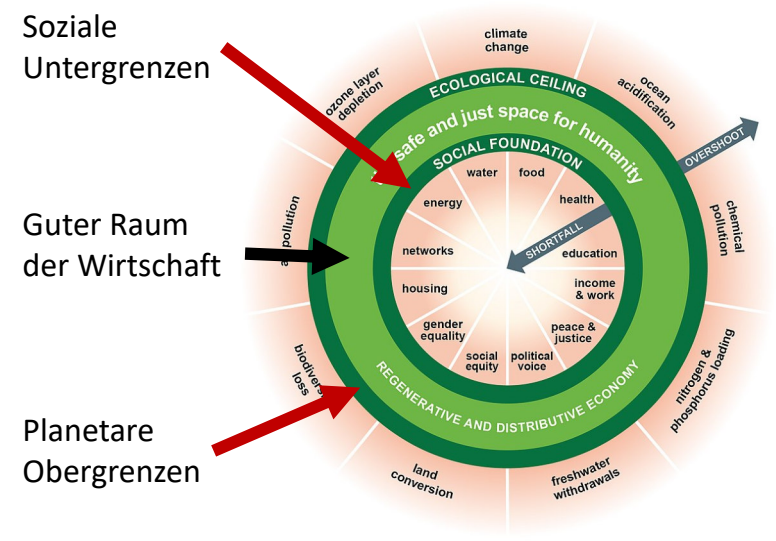 Soziale
Untergrenzen
Guter Raum
der Wirtschaft
Planetare
Obergrenzen
climate
change
ocean
acidification
chemical
pollution
nitrogen &
phosphorus loading
freshwater
withdrawals
land
conversion
loss
pollution
ozone layer
depletion
ECOLOGICAL CEILING
safe and just space for humanity
SOCIAL FOUNDATION
OVERSHOOT
SHORTFALL
water
food
health
education
income
& work
peace &
justice
political
voice
social
equity
gender
equality
housing
networks
energy
REGENERATIVE AND DISTRIBUTIVE ECONOMY